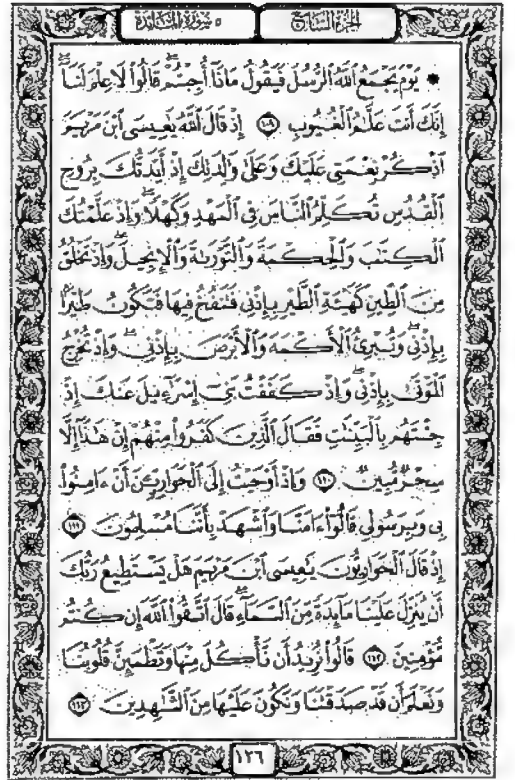 الجزء السابع
٥ سورة المائدة
۞ يَوْمَ يَجْمَعُ ٱللَّهُ ٱلرُّسُلَ فَيَقُولُ مَاذَآ أُجِبْتُمْ ۖ قَالُوا۟ لَا عِلْمَ لَنَآ ۖ
إِنَّكَ أَنتَ عَلَّـٰمُ ٱلْغُيُوبِ ١٠٩ إِذْ قَالَ ٱللَّهُ يَـٰعِيسَى ٱبْنَ مَرْيَمَ
ٱذْكُرْ نِعْمَتِى عَلَيْكَ وَعَلَىٰ وَٰلِدَتِكَ إِذْ أَيَّدتُّكَ بِرُوحِ
ٱلْقُدُسِ تُكَلِّمُ ٱلنَّاسَ فِى ٱلْمَهْدِ وَكَهْلًا ۖ وَإِذْ عَلَّمْتُكَ
ٱلْكِتَـٰبَ وَٱلْحِكْمَةَ وَٱلتَّوْرَىٰةَ وَٱلْإِنجِيلَ ۖ وَإِذْ تَخْلُقُ
مِنَ ٱلطِّينِ كَهَيْـَٔةِ ٱلطَّيْرِ بِإِذْنِى فَتَنفُخُ فِيهَا فَتَكُونُ طَيْرًۢا
بِإِذْنِى ۖ وَتُبْرِئُ ٱلْأَكْمَهَ وَٱلْأَبْرَصَ بِإِذْنِى ۖ وَإِذْ تُخْرِجُ
ٱلْمَوْتَىٰ بِإِذْنِى ۖ وَإِذْ كَفَفْتُ بَنِىٓ إِسْرَٰٓءِيلَ عَنكَ إِذْ
جِئْتَهُم بِٱلْبَيِّنَـٰتِ فَقَالَ ٱلَّذِينَ كَفَرُوا۟ مِنْهُمْ إِنْ هَـٰذَآ إِلَّا
سِحْرٌ مُّبِينٌ ١١٠ وَإِذْ أَوْحَيْتُ إِلَى ٱلْحَوَارِيِّـۧنَ أَنْ ءَامِنُوا۟
بِى وَبِرَسُولِى قَالُوٓا۟ ءَامَنَّا وَٱشْهَدْ بِأَنَّنَا مُسْلِمُونَ ١١١
إِذْ قَالَ ٱلْحَوَارِيُّونَ يَـٰعِيسَى ٱبْنَ مَرْيَمَ هَلْ يَسْتَطِيعُ رَبُّكَ
أَن يُنَزِّلَ عَلَيْنَا مَآئِدَةً مِّنَ ٱلسَّمَآءِ ۖ قَالَ ٱتَّقُوا۟ ٱللَّهَ إِن كُنتُم
مُّؤْمِنِينَ ١١٢ قَالُوا۟ نُرِيدُ أَن نَّأْكُلَ مِنْهَا وَتَطْمَئِنَّ قُلُوبُنَا
وَنَعْلَمَ أَن قَدْ صَدَقْتَنَا وَنَكُونَ عَلَيْهَا مِنَ ٱلشَّـٰهِدِينَ ١١٣
١٢٦